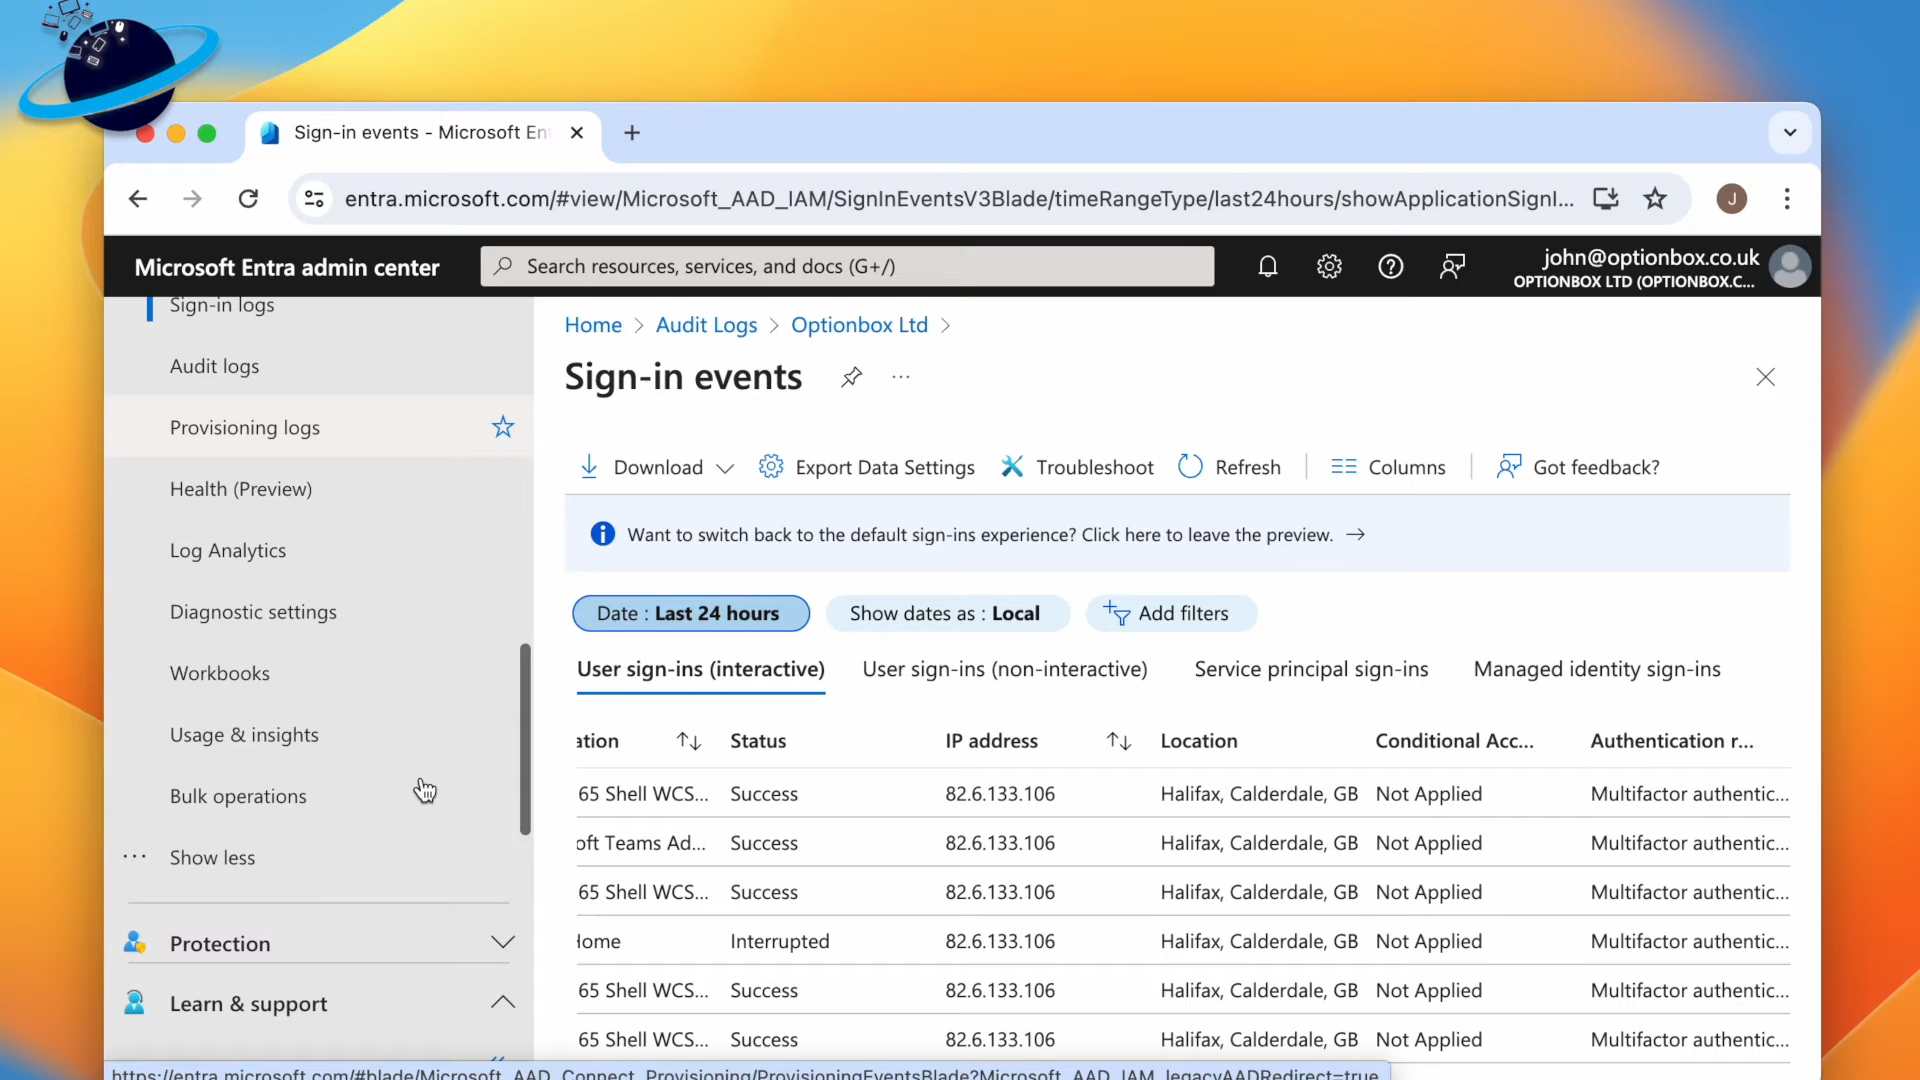 Sign-in events - Microsoft En
entra.microsoft.com/#view/Microsoft_AAD_IAM/SignInEventsV3Blade/timeRangeType/last24hours/showApplicationSignI...
J
Microsoft Entra admin center
Search resources, services, and docs (G+/)
john@optionbox.co.uk
OPTIONBOX LTD (OPTIONBOX.C...
Sign-in logs
Audit logs
Provisioning logs
Health (Preview)
Log Analytics
Diagnostic settings
Workbooks
Usage & insights
Bulk operations
Show less
Protection
Learn & support
Home > Audit Logs > Optionbox Ltd >
Sign-in events
Download Export Data Settings Troubleshoot Refresh Columns Got feedback?
Want to switch back to the default sign-ins experience? Click here to leave the preview. →
Date : Last 24 hours Show dates as : Local Add filters
User sign-ins (interactive) User sign-ins (non-interactive) Service principal sign-ins Managed identity sign-ins
ation Status IP address Location Conditional Acc... Authentication r...
65 Shell WCS... Success 82.6.133.106 Halifax, Calderdale, GB Not Applied Multifactor authentic...
oft Teams Ad... Success 82.6.133.106 Halifax, Calderdale, GB Not Applied Multifactor authentic...
65 Shell WCS... Success 82.6.133.106 Halifax, Calderdale, GB Not Applied Multifactor authentic...
Home Interrupted 82.6.133.106 Halifax, Calderdale, GB Not Applied Multifactor authentic...
65 Shell WCS... Success 82.6.133.106 Halifax, Calderdale, GB Not Applied Multifactor authentic...
65 Shell WCS... Success 82.6.133.106 Halifax, Calderdale, GB Not Applied Multifactor authentic...
https://entra.microsoft.com/#blade/Microsoft_AAD_Connect_Provisioning/ProvisioningEventsBlade?Microsoft_AAD_IAM_legacyAADRedirect=true